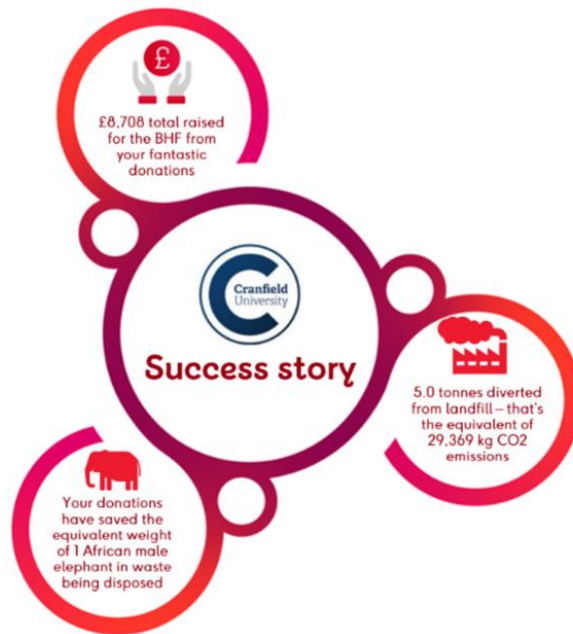 £
£8,708 total raised
for the BHF from
your fantastic
donations
Cranfield
University
Success story
5.0 tonnes diverted
from landfill – that's
the equivalent of
29,369 kg CO2
emissions
Your donations
have saved the
equivalent weight
of 1 African male
elephant in waste
being disposed